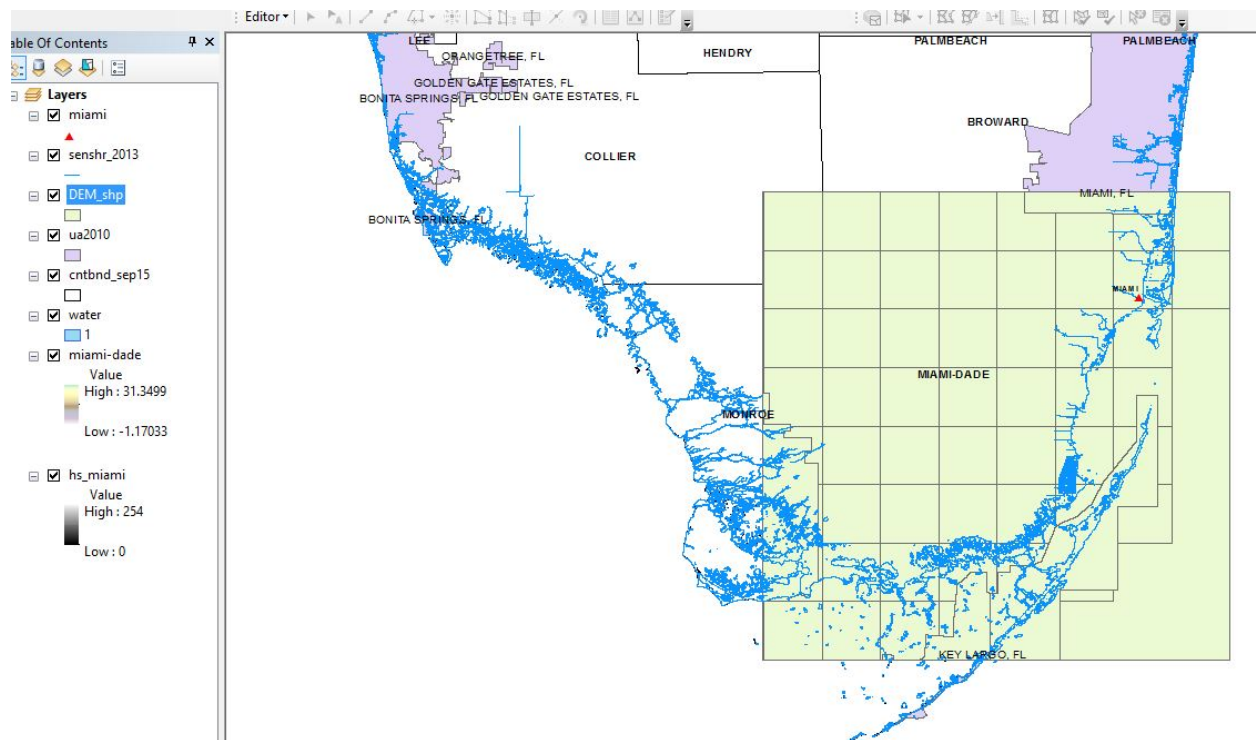 Editor
able Of Contents
Layers
miami
senshr_2013
DEM_shp
ua2010
cntbnd_sep15
water
1
miami-dade
Value
High : 31.3499
Low : -1.17033
hs_miami
Value
High : 254
Low : 0
LEE
HENDRY
PALMBEACH
PALMBEACH
ORANGETREE, FL
GOLDEN GATE ESTATES, FL
BONITA SPRINGS, FL
GOLDEN GATE ESTATES, FL
BROWARD
COLLIER
MIAMI, FL
BONITA SPRINGS, FL
MIAMI
MIAMI-DADE
MONROE
KEY LARGO, FL